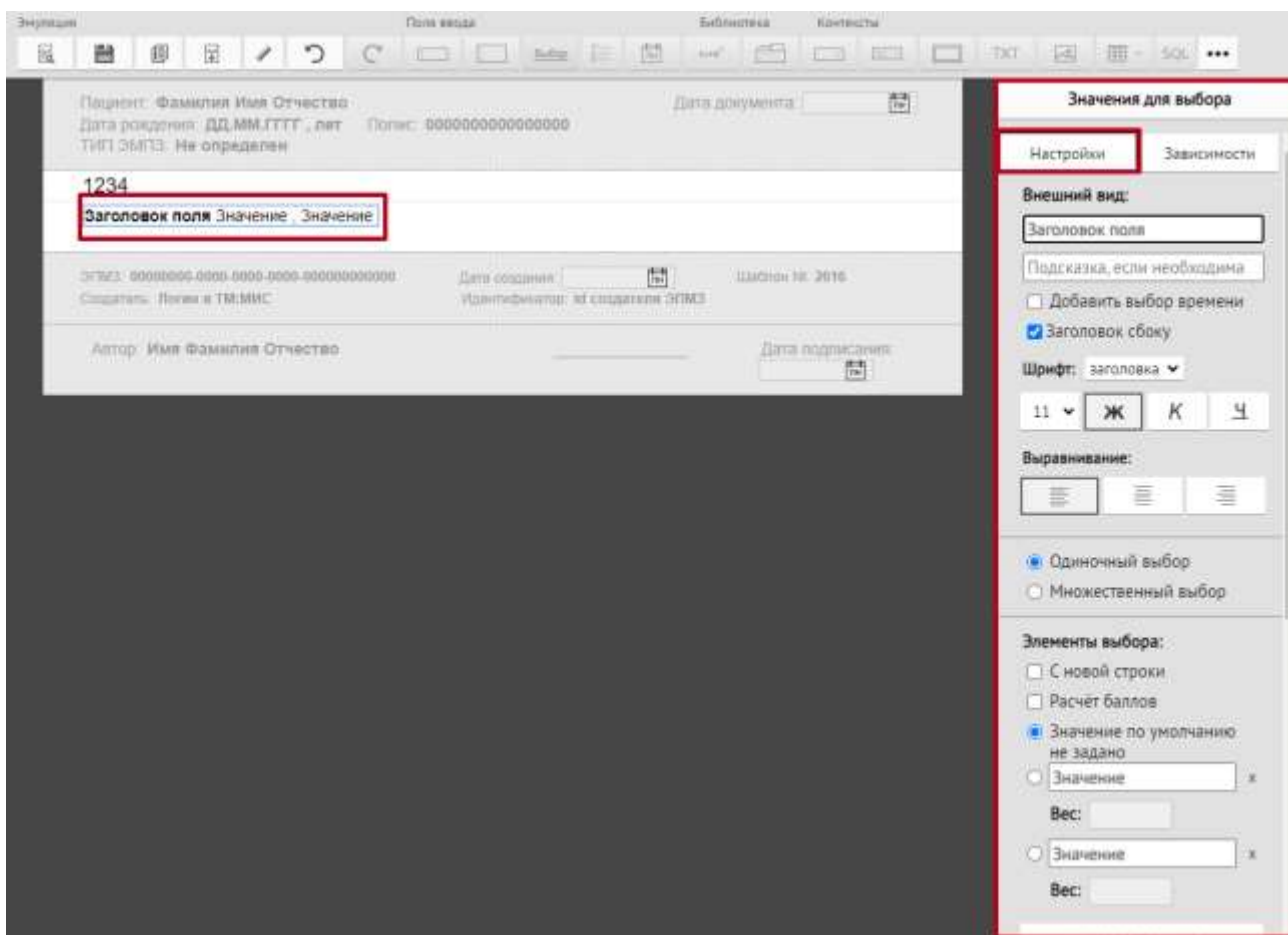 Эмуляция Поля ввода Библиотека Контексты
Выбор TXT SQL •••
Пациент: Фамилия Имя Отчество Дата документа:
Дата рождения: ДД.ММ.ГГГГ , лет Полис: 0000000000000000
ТИП ЭМПЗ: Не определен
1234
Заголовок поля Значение , Значение
ЭПМЗ: 00000000-0000-0000-0000-000000000000 Дата создания: Шаблон №: 2016
Создатель: Логин в ТМ:МИС Идентификатор: id создателя ЭПМЗ
Автор: Имя Фамилия Отчество Дата подписания:
Значения для выбора
Настройки Зависимости
Внешний вид:
Заголовок поля
Подсказка, если необходима
Добавить выбор времени
Заголовок сбоку
Шрифт: заголовка
11 Ж К Ч
Выравнивание:
Одиночный выбор
Множественный выбор
Элементы выбора:
С новой строки
Расчёт баллов
Значение по умолчанию
не задано
Значение x
Вес:
Значение x
Вес: